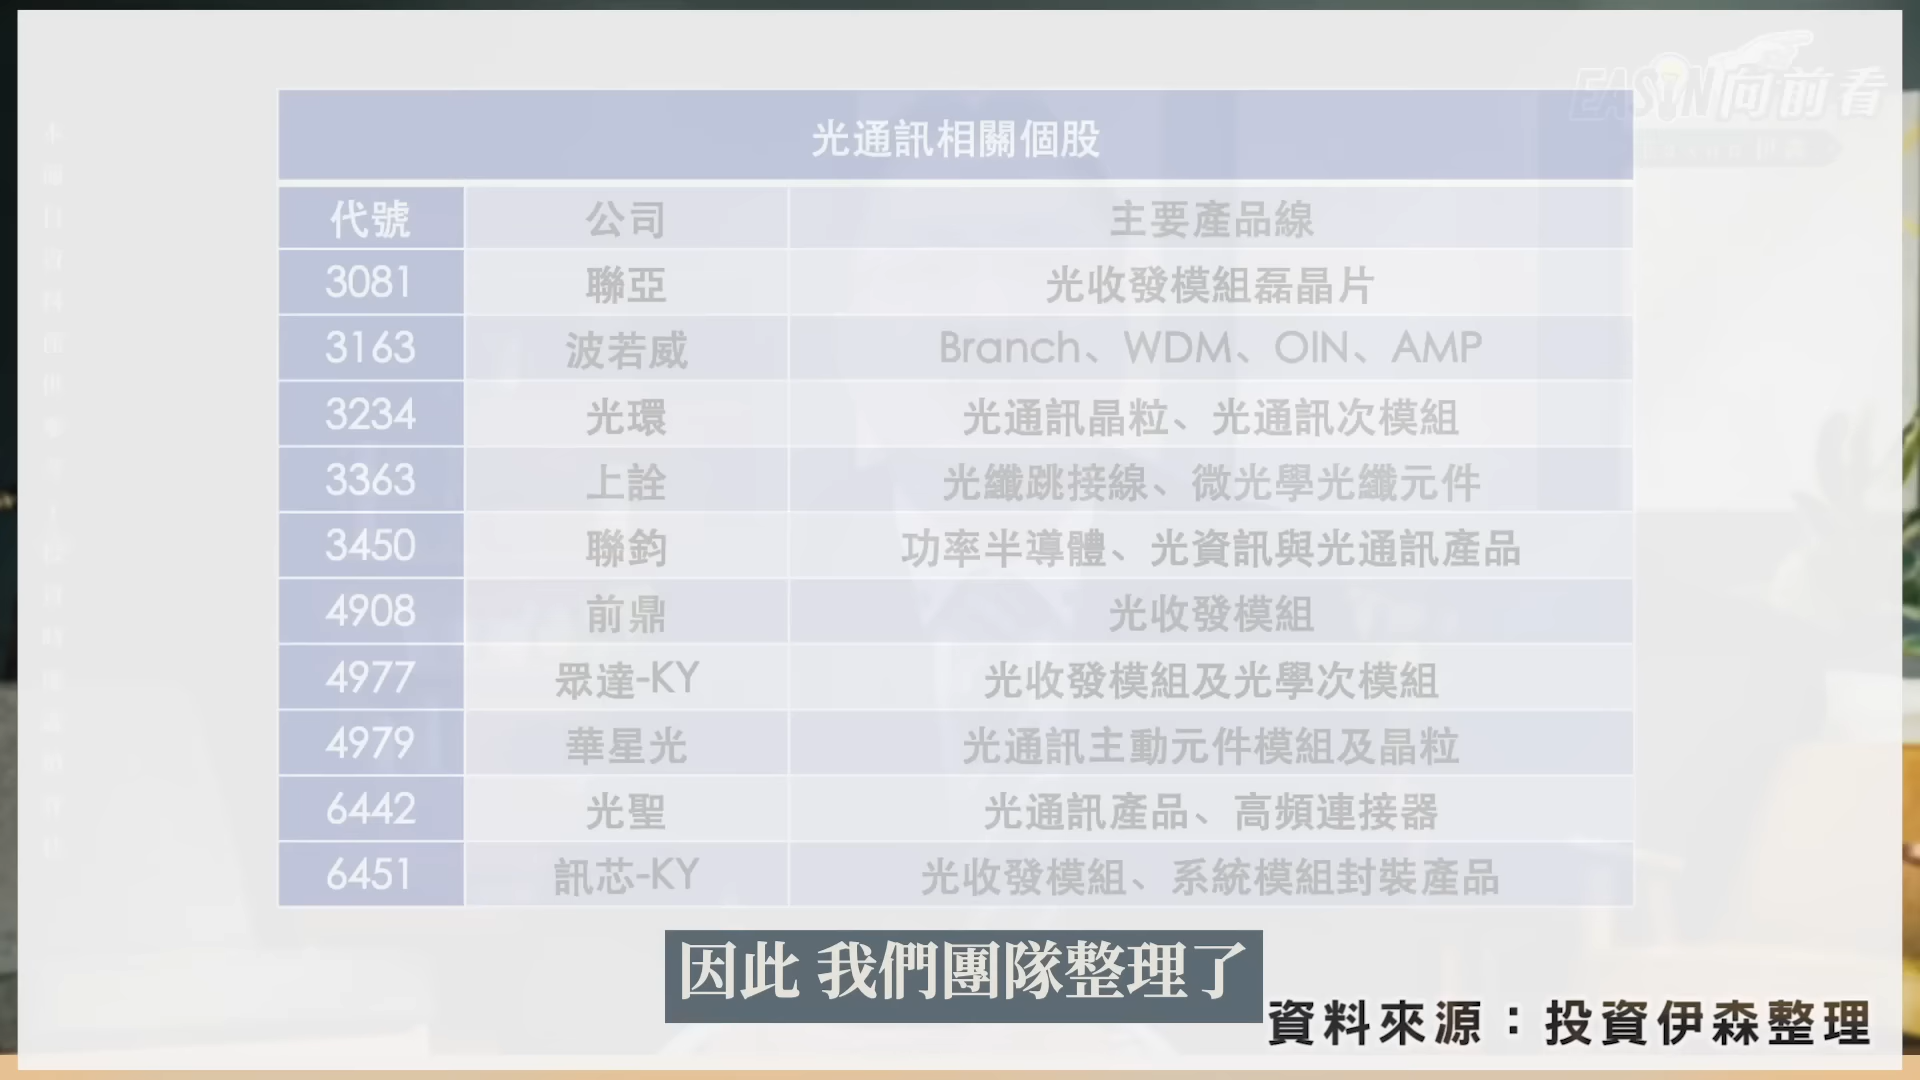 EASON向前看
光通訊相關個股
代號 公司 主要產品線
3081 聯亞 光收發模組磊晶片
3163 波若威 Branch、WDM、OIN、AMP
3234 光環 光通訊晶粒、光通訊次模組
3363 上詮 光纖跳接線、微光學光纖元件
3450 聯鈞 功率半導體、光資訊與光通訊產品
4908 前鼎 光收發模組
4977 眾達-KY 光收發模組及光學次模組
4979 華星光 光通訊主動元件模組及晶粒
6442 光聖 光通訊產品、高頻連接器
6451 訊芯-KY 光收發模組、系統模組封裝產品
因此 我們團隊整理了
資料來源：投資伊森整理